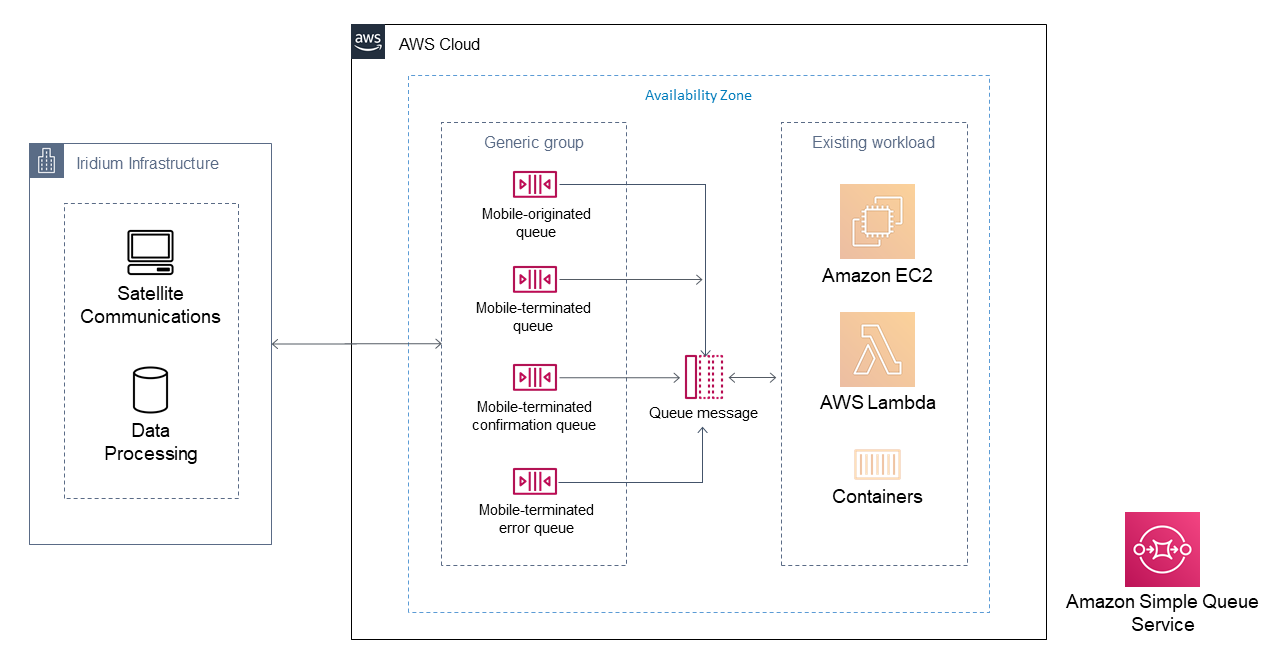 aws
AWS Cloud
Availability Zone
Iridium Infrastructure
Satellite
Communications
Data
Processing
Generic group
Mobile-originated
queue
Mobile-terminated
queue
Mobile-terminated
confirmation queue
Mobile-terminated
error queue
Queue message
Existing workload
Amazon EC2
AWS Lambda
Containers
Amazon Simple Queue
Service